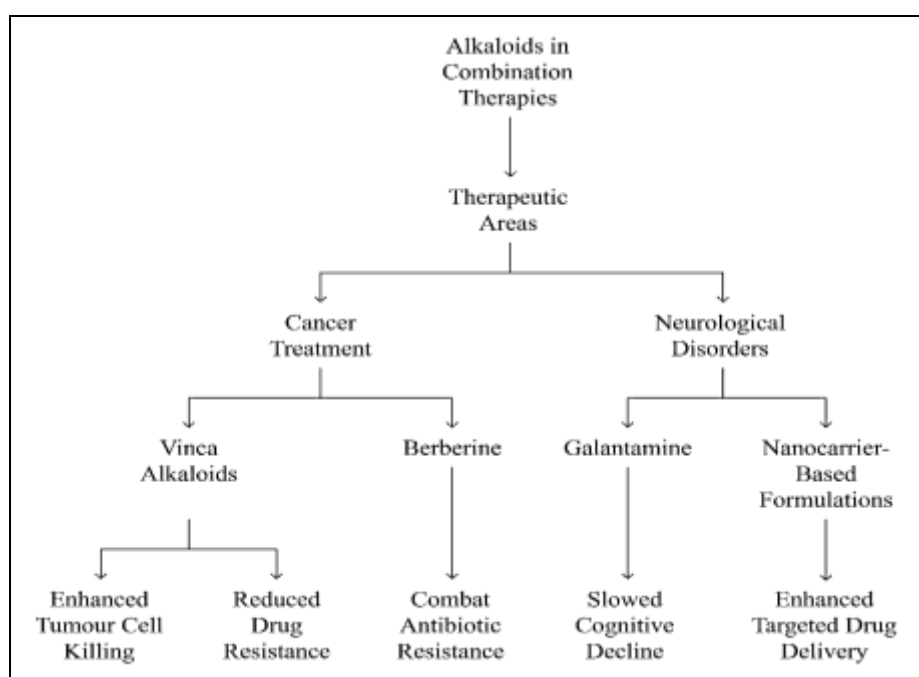 Alkaloids in
Combination
Therapies
Therapeutic
Areas
Cancer
Treatment
Neurological
Disorders
Vinca
Alkaloids
Berberine
Galantamine
Nanocarrier-
Based
Formulations
Enhanced
Tumour Cell
Killing
Reduced
Drug
Resistance
Combat
Antibiotic
Resistance
Slowed
Cognitive
Decline
Enhanced
Targeted Drug
Delivery